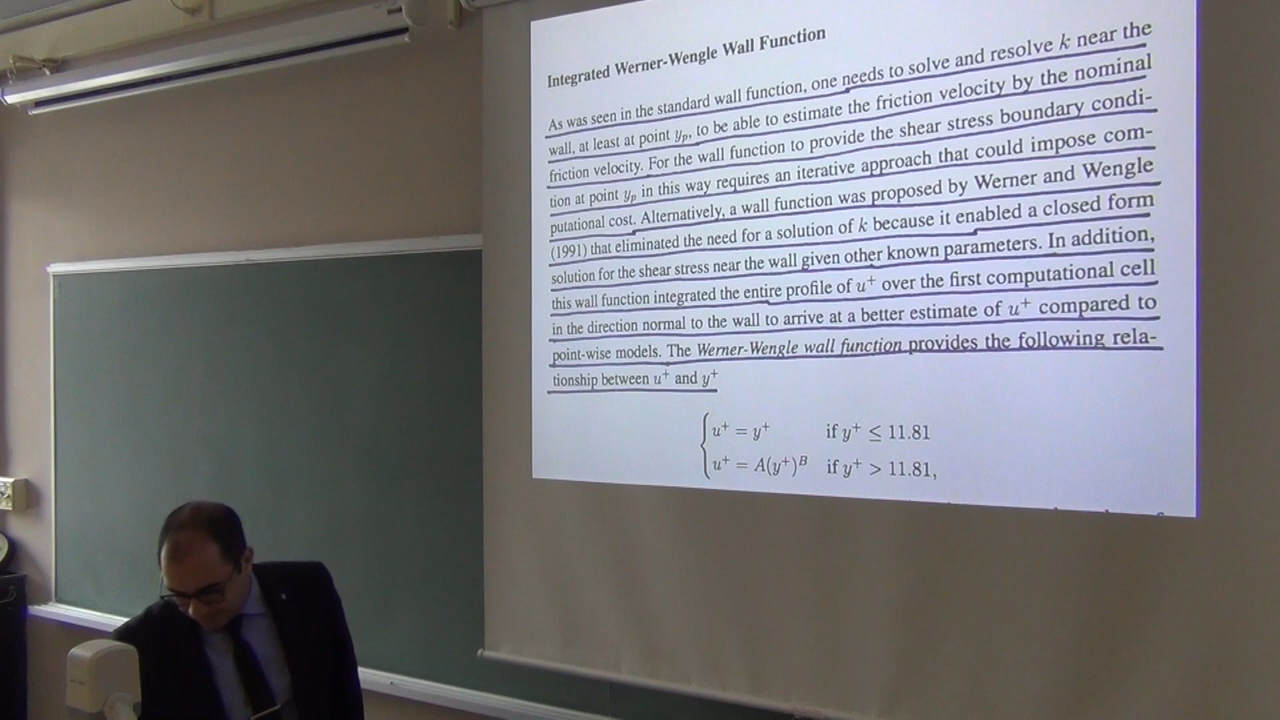 Integrated Werner-Wengle Wall Function
As was seen in the standard wall function, one needs to solve and resolve k near the
wall, at least at point yₚ, to be able to estimate the friction velocity by the nominal
friction velocity. For the wall function to provide the shear stress boundary condi-
tion at point yₚ in this way requires an iterative approach that could impose com-
putational cost. Alternatively, a wall function was proposed by Werner and Wengle
(1991) that eliminated the need for a solution of k because it enabled a closed form
solution for the shear stress near the wall given other known parameters. In addition,
this wall function integrated the entire profile of u⁺ over the first computational cell
in the direction normal to the wall to arrive at a better estimate of u⁺ compared to
point-wise models. The Werner-Wengle wall function provides the following rela-
tionship between u⁺ and y⁺
u⁺ = y⁺ if y⁺ ≤ 11.81
u⁺ = A(y⁺)ᴮ if y⁺ > 11.81,